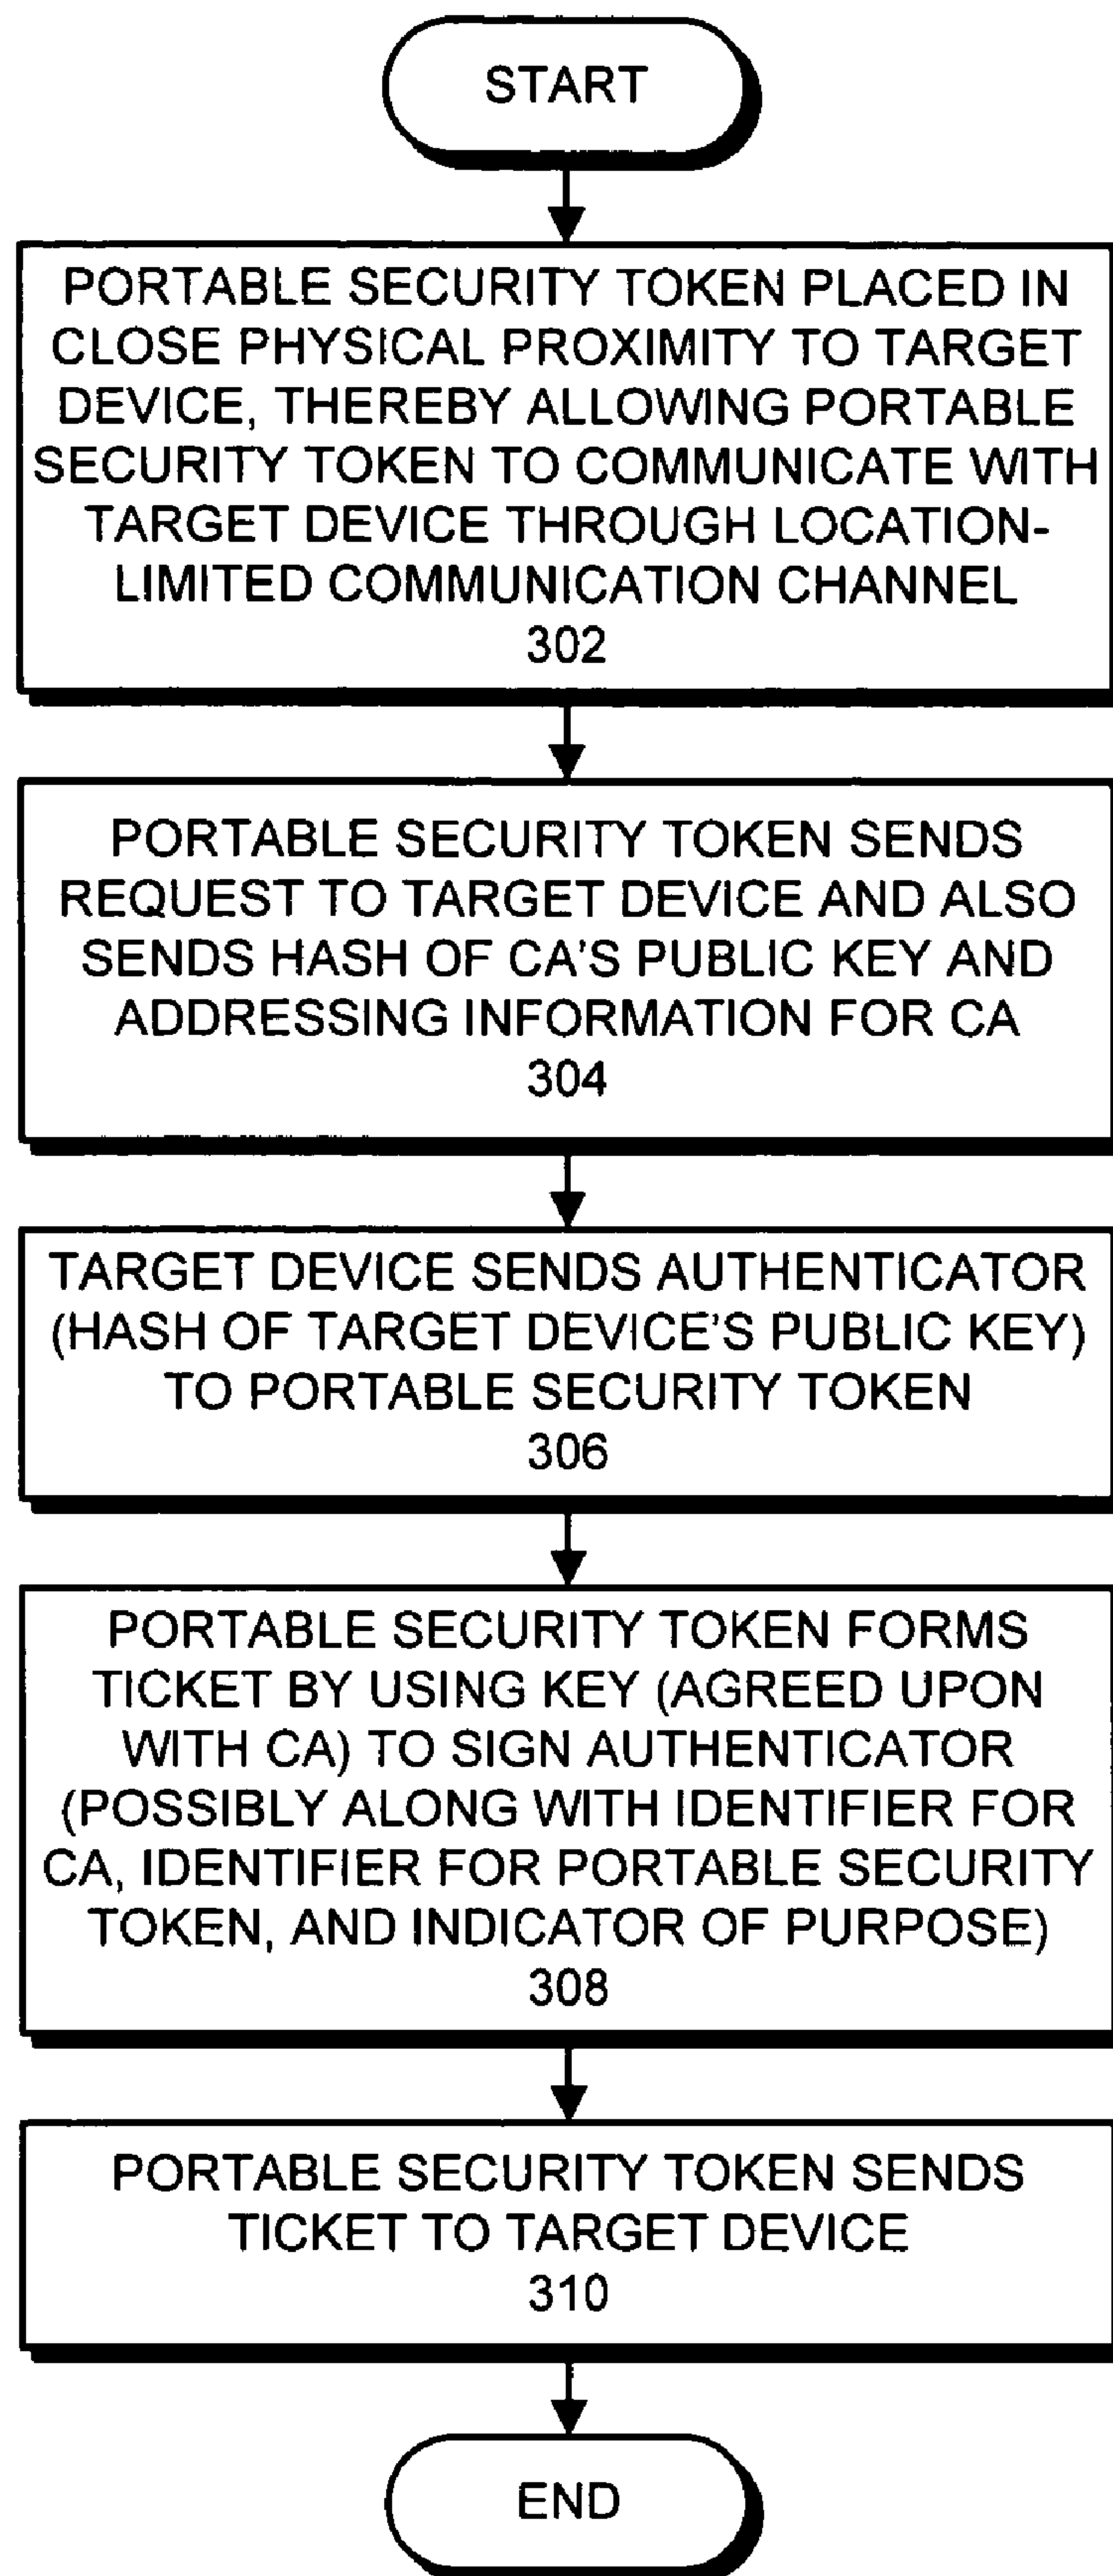 START
PORTABLE SECURITY TOKEN PLACED IN
CLOSE PHYSICAL PROXIMITY TO TARGET
DEVICE, THEREBY ALLOWING PORTABLE
SECURITY TOKEN TO COMMUNICATE WITH
TARGET DEVICE THROUGH LOCATION-
LIMITED COMMUNICATION CHANNEL
302
PORTABLE SECURITY TOKEN SENDS
REQUEST TO TARGET DEVICE AND ALSO
SENDS HASH OF CA'S PUBLIC KEY AND
ADDRESSING INFORMATION FOR CA
304
TARGET DEVICE SENDS AUTHENTICATOR
(HASH OF TARGET DEVICE'S PUBLIC KEY)
TO PORTABLE SECURITY TOKEN
306
PORTABLE SECURITY TOKEN FORMS
TICKET BY USING KEY (AGREED UPON
WITH CA) TO SIGN AUTHENTICATOR
(POSSIBLY ALONG WITH IDENTIFIER FOR
CA, IDENTIFIER FOR PORTABLE SECURITY
TOKEN, AND INDICATOR OF PURPOSE)
308
PORTABLE SECURITY TOKEN SENDS
TICKET TO TARGET DEVICE
310
END